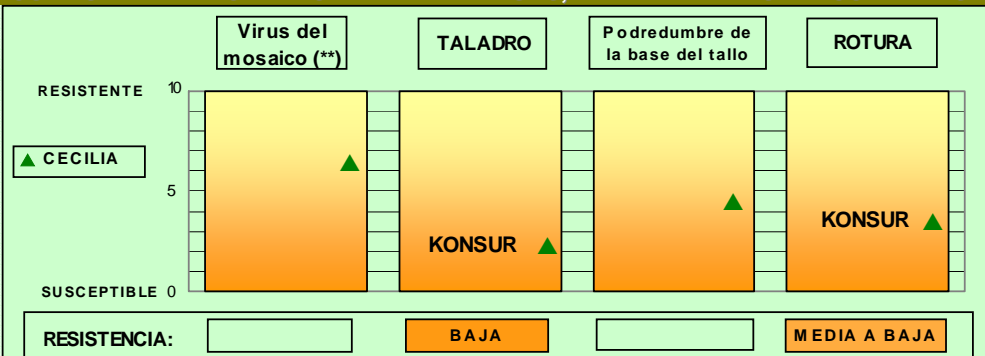 Virus del
mosaico (**)
TALADRO
Podredumbre de
la base del tallo
ROTURA
RESISTENTE 10
CECILIA
5
KONSUR
KONSUR
SUSCEPTIBLE 0
RESISTENCIA:
BAJA
MEDIA A BAJA